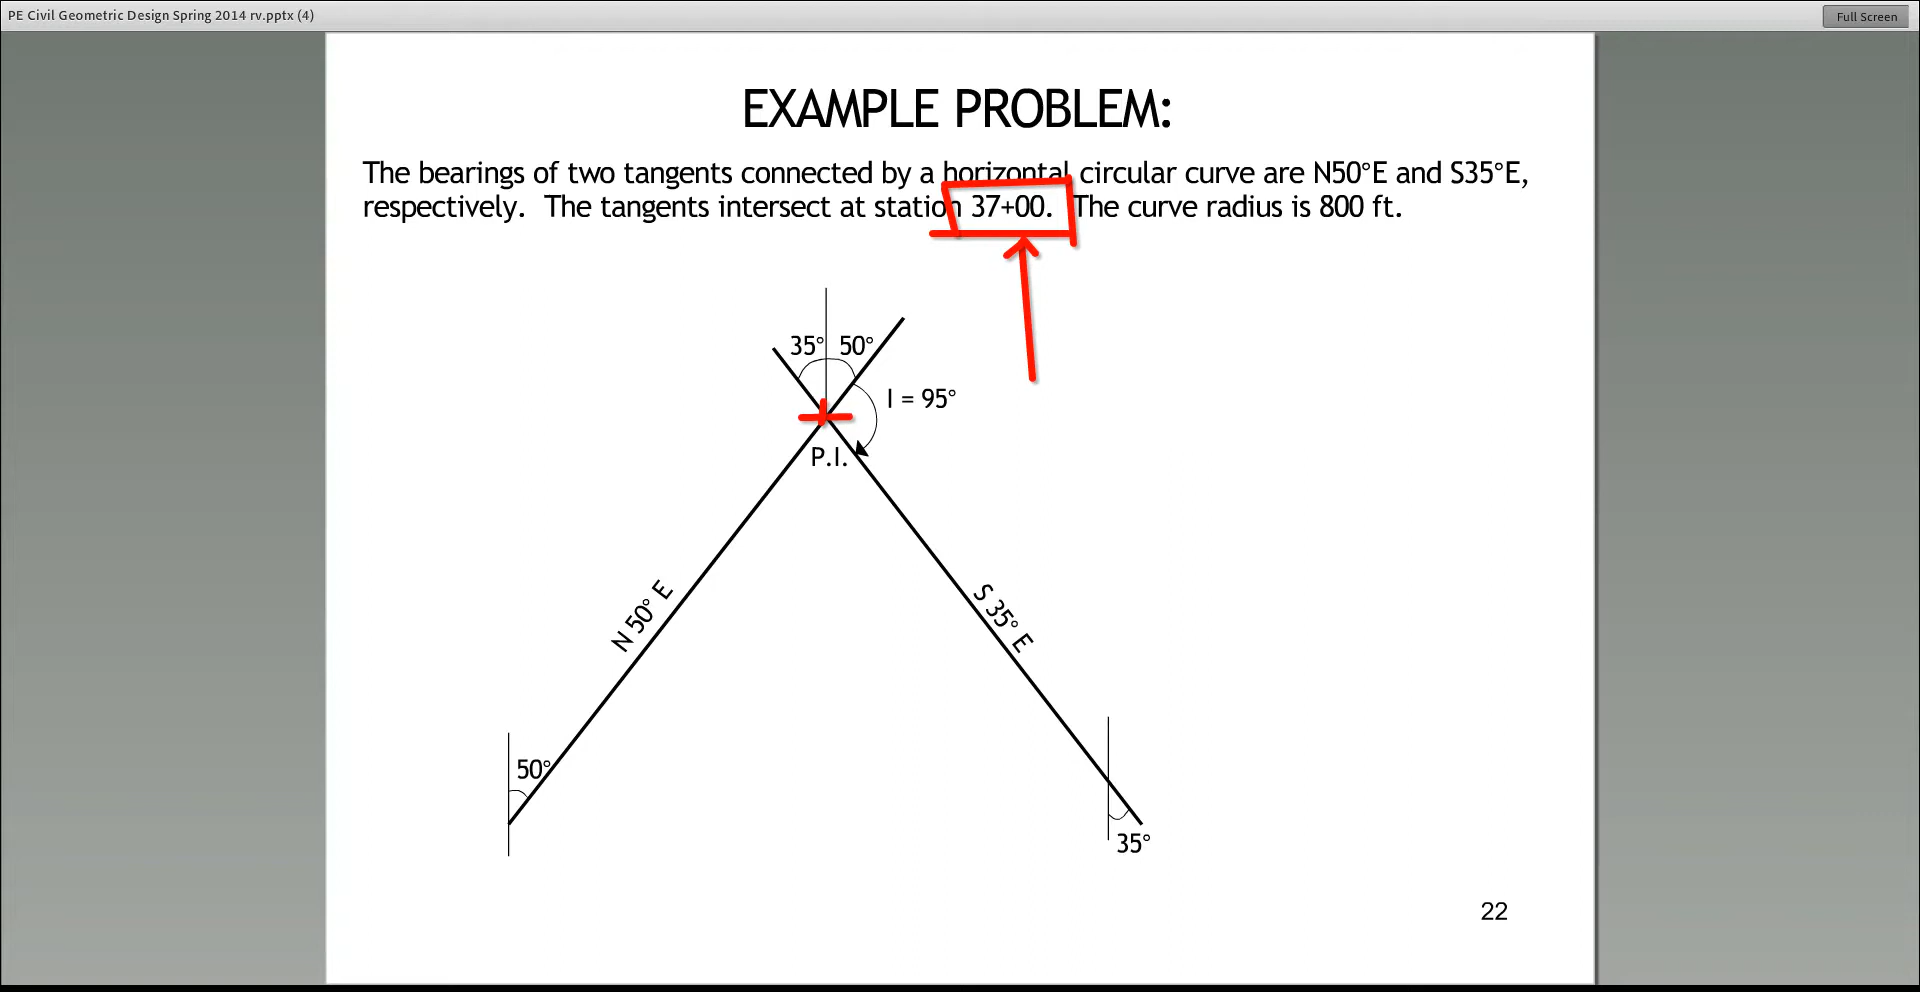 PE Civil Geometric Design Spring 2014 rv.pptx (4)
Full Screen
EXAMPLE PROBLEM:
The bearings of two tangents connected by a horizontal circular curve are N50°E and S35°E,
respectively. The tangents intersect at station 37+00. The curve radius is 800 ft.
35° 50°
I = 95°
P.I.
N 50° E
S 35° E
50°
35°
22